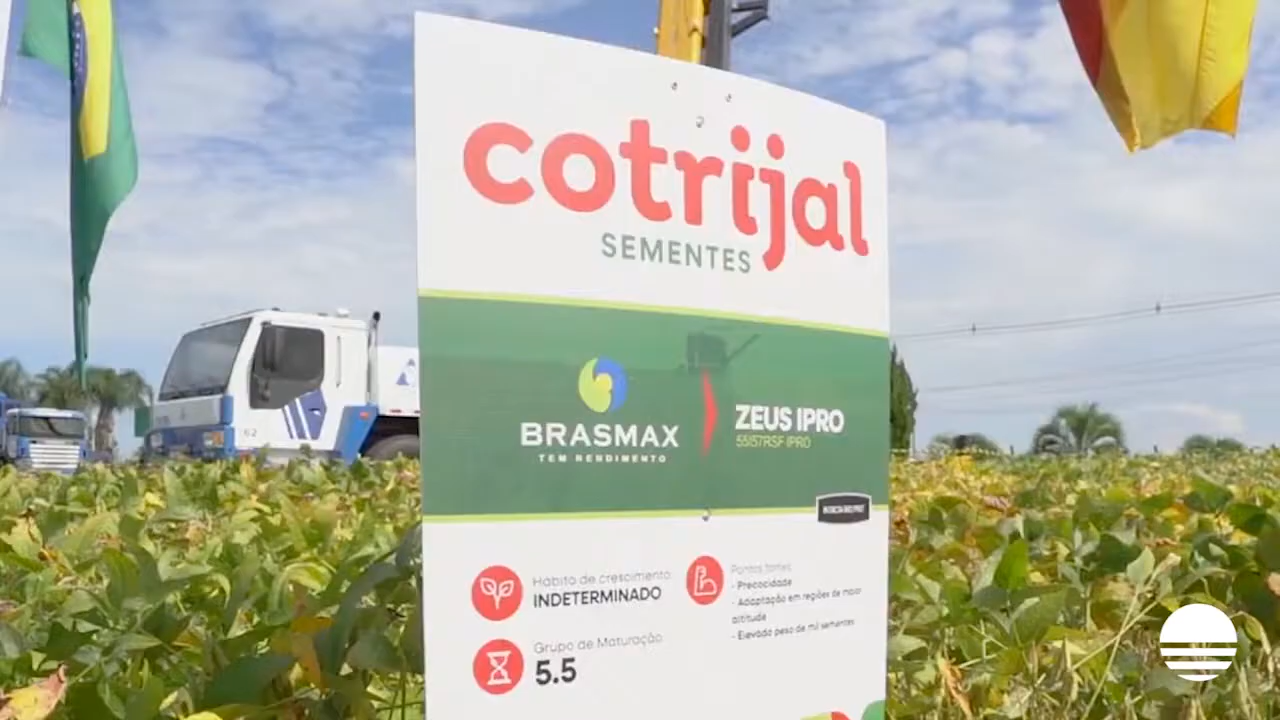 cotrijal
SEMENTES
BRASMAX
TEM RENDIMENTO
ZEUS IPRO
55I57RSF IPRO
Hábito de crescimento:
INDETERMINADO
Grupo de Maturação
5.5
Pontos fortes:
- Precocidade
- Adaptação em regiões de maior
altitude
- Elevado peso de mil sementes
62